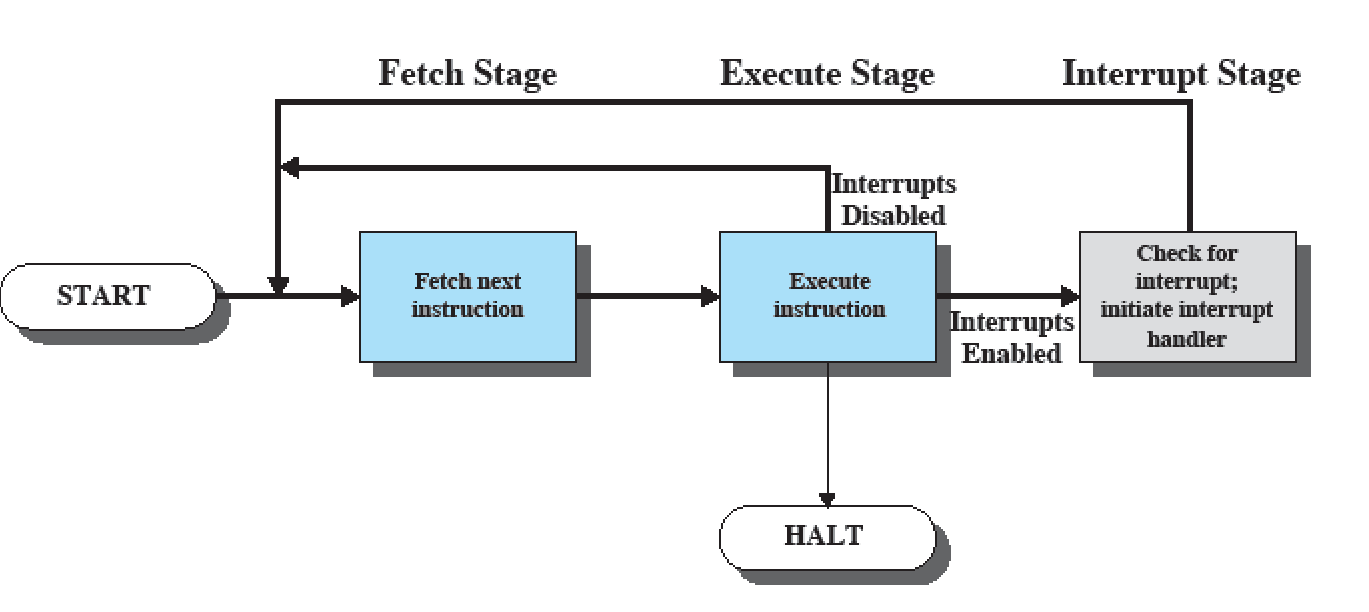 Fetch Stage
Execute Stage
Interrupt Stage
Interrupts
Disabled
START
Fetch next
instruction
Execute
instruction
Interrupts
Enabled
Check for
interrupt;
initiate interrupt
handler
HALT